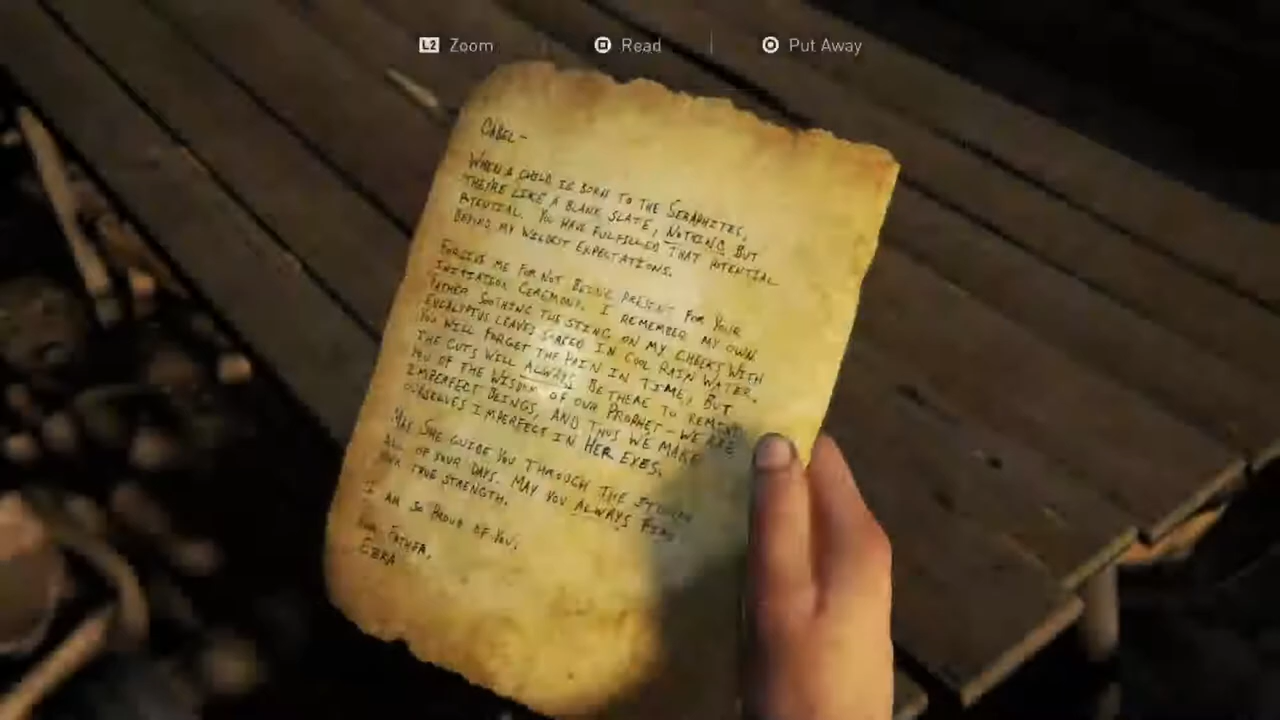 L2 Zoom
Read
Put Away
CABEL-
WHEN A CHILD IS BORN TO THE SERAPHITES,
THEY'RE LIKE A BLANK SLATE, NOTHING BUT
POTENTIAL. YOU HAVE FULFILLED THAT POTENTIAL
BEYOND MY WILDEST EXPECTATIONS.
FORGIVE ME FOR NOT BEING PRESENT FOR YOUR
INITIATION CEREMONY. I REMEMBER MY OWN
FATHER SOOTHING THE STING ON MY CHEEKS WITH
EUCALYPTUS LEAVES SOAKED IN COOL RAIN WATER.
YOU WILL FORGET THE PAIN IN TIME, BUT
THE CUTS WILL ALWAYS BE THERE TO REMIND
YOU OF THE WISDOM OF OUR PROPHET - WE ARE
IMPERFECT BEINGS, AND THUS WE MAKE
OURSELVES IMPERFECT IN HER EYES.
MAY SHE GUIDE YOU THROUGH THE STORM
ALL OF YOUR DAYS. MAY YOU ALWAYS FIND
YOUR TRUE STRENGTH.
I AM SO PROUD OF YOU.
YOUR FATHER,
EZRA